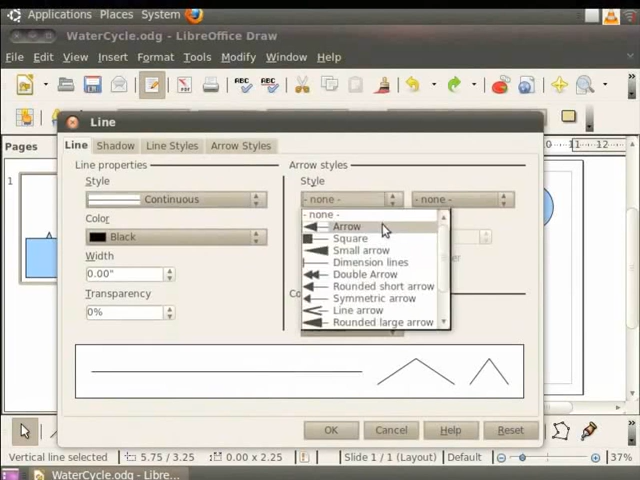 Applications Places System
WaterCycle.odg - LibreOffice Draw
File Edit View Insert Format Tools Modify Window Help
ABC ABC
Line
Pages
Line Shadow Line Styles Arrow Styles
1
Line properties
Arrow styles
Style
Style
Continuous
- none -
- none -
- none -
Arrow
Color
Square
Black
Small arrow
Width
Dimension lines
0.00"
Double Arrow
Rounded short arrow
Transparency
Symmetric arrow
0%
Line arrow
Rounded large arrow
OK Cancel Help Reset
Vertical line selected 5.75 / 3.25 0.00 x 2.25 Slide 1 / 1 (Layout) Default 37%
WaterCycle.odg - Libre...